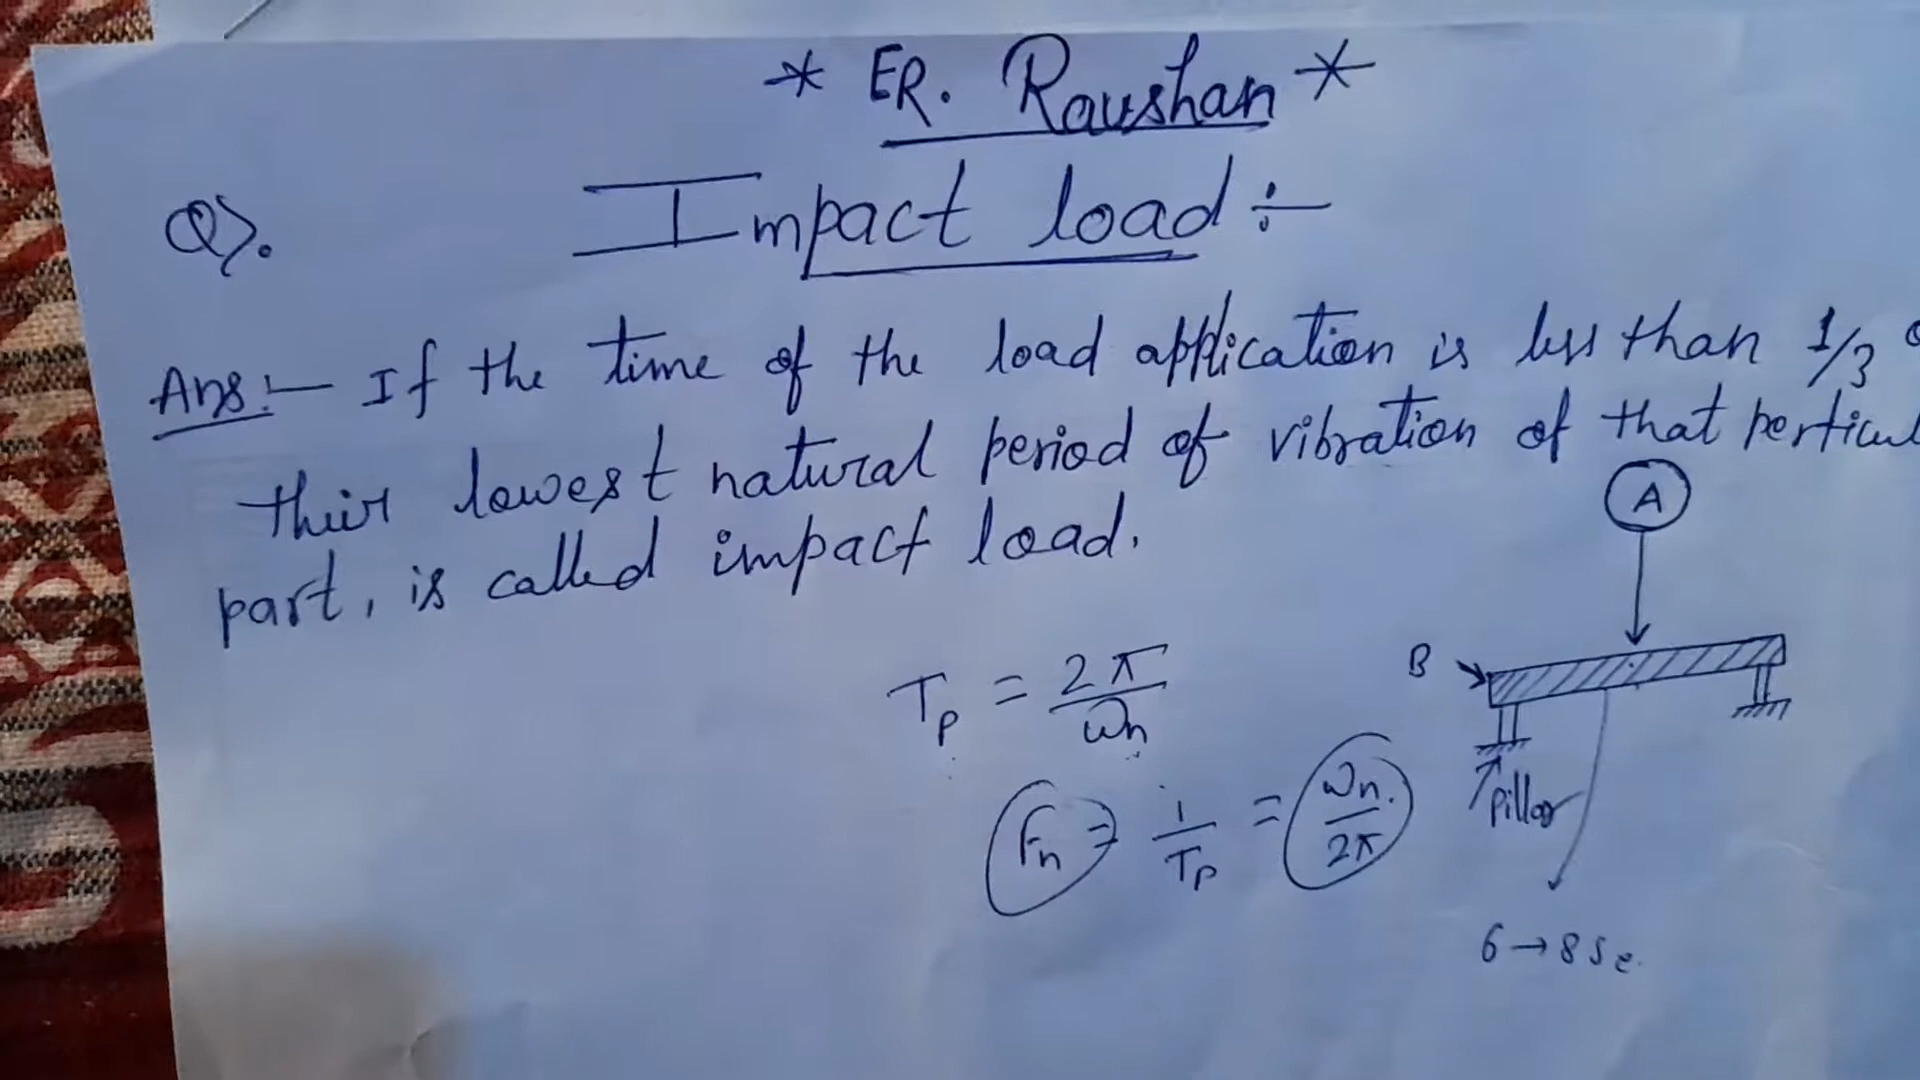 * ER. Raushan *
Q).
Impact load :-
Ans:- If the time of the load application is less than 1/3
their lowest natural period of vibration of that perticul
part, is called impact load.
A
B
Tp = 2π/ωn
Fn = 1/Tp = ωn/2π
Pillar
6 → 8 Se.